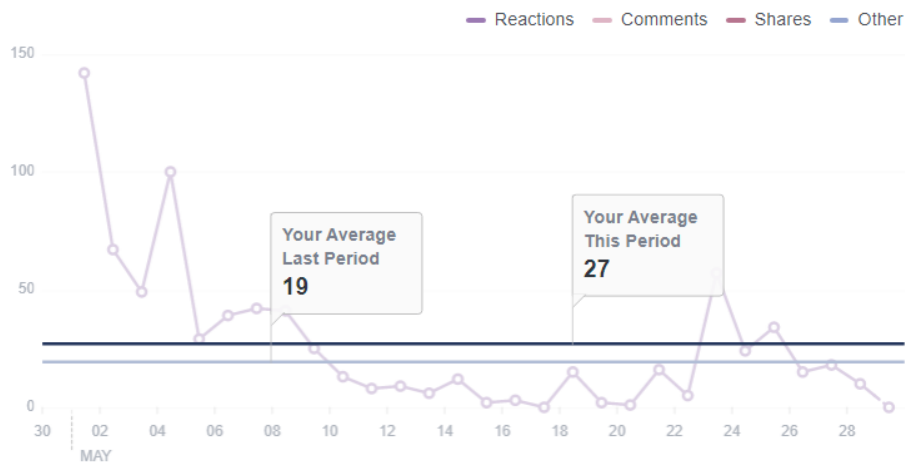 Reactions Comments Shares Other
150
100
Your Average
This Period
27
Your Average
Last Period
19
50
0
30 02 04 06 08 10 12 14 16 18 20 22 24 26 28
MAY